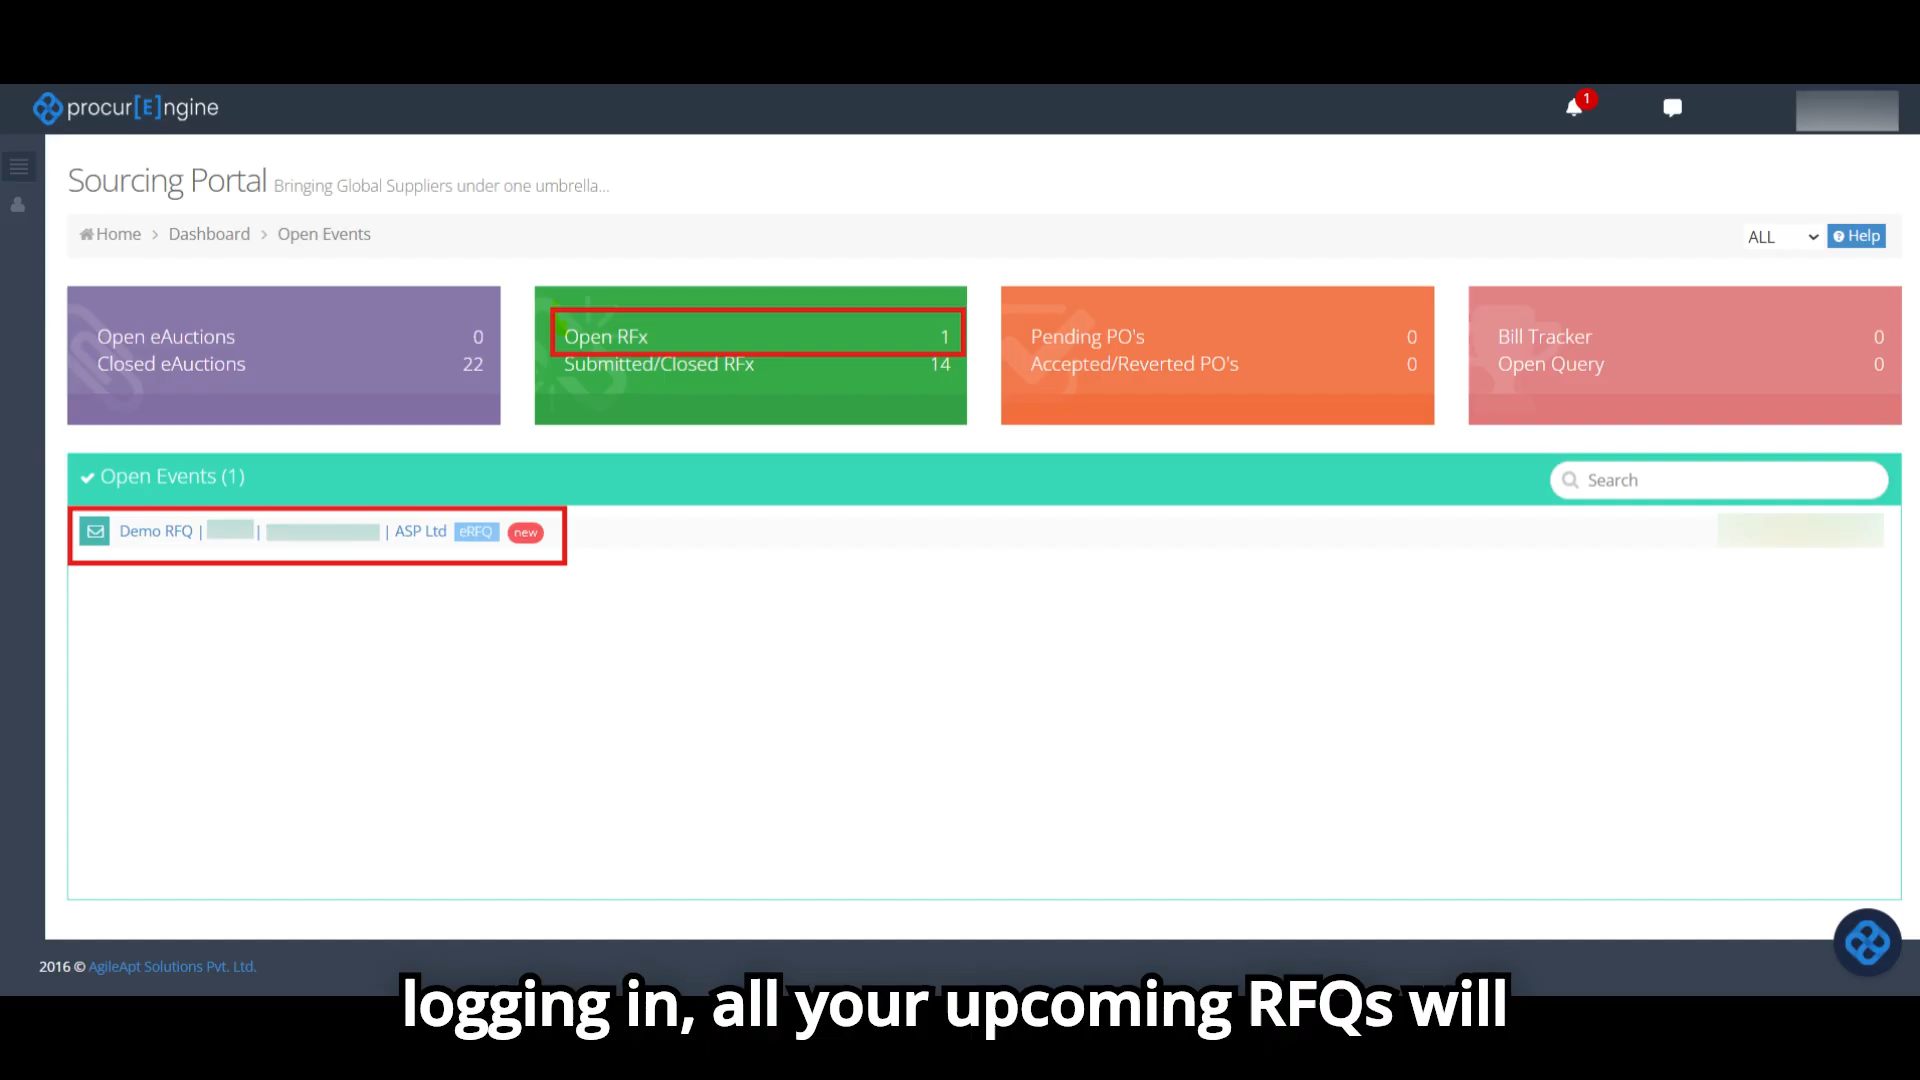 procur[E]ngine
1
Sourcing Portal Bringing Global Suppliers under one umbrella...
Home > Dashboard > Open Events
ALL
Help
Open eAuctions 0
Closed eAuctions 22
Open RFx 1
Submitted/Closed RFx 14
Pending PO's 0
Accepted/Reverted PO's 0
Bill Tracker 0
Open Query 0
Open Events (1)
Search
Demo RFQ | | | ASP Ltd eRFQ new
2016 © AgileApt Solutions Pvt. Ltd.
logging in, all your upcoming RFQs will